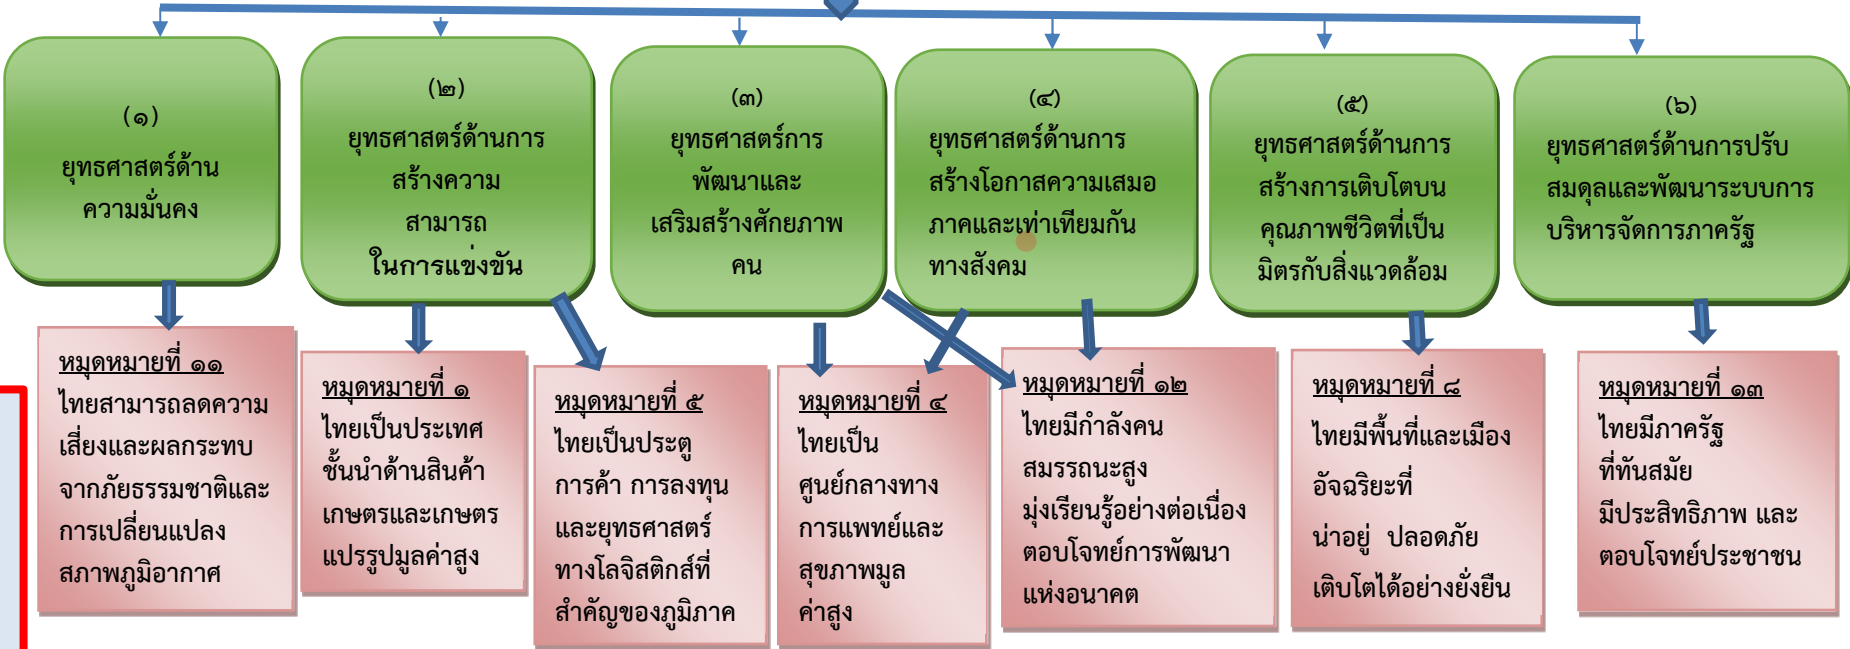 (๑)
ยุทธศาสตร์ด้าน
ความมั่นคง
(๒)
ยุทธศาสตร์ด้านการ
สร้างความ
สามารถ
ในการแข่งขัน
(๓)
ยุทธศาสตร์การ
พัฒนาและ
เสริมสร้างศักยภาพ
คน
(๔)
ยุทธศาสตร์ด้านการ
สร้างโอกาสความเสมอ
ภาคและเท่าเทียมกัน
ทางสังคม
(๕)
ยุทธศาสตร์ด้านการ
สร้างการเติบโตบน
คุณภาพชีวิตที่เป็น
มิตรกับสิ่งแวดล้อม
(๖)
ยุทธศาสตร์ด้านการปรับ
สมดุลและพัฒนาระบบการ
บริหารจัดการภาครัฐ
หมุดหมายที่ ๑๑
ไทยสามารถลดความ
เสี่ยงและผลกระทบ
จากภัยธรรมชาติและ
การเปลี่ยนแปลง
สภาพภูมิอากาศ
หมุดหมายที่ ๑
ไทยเป็นประเทศ
ชั้นนำด้านสินค้า
เกษตรและเกษตร
แปรรูปมูลค่าสูง
หมุดหมายที่ ๕
ไทยเป็นประตู
การค้า การลงทุน
และยุทธศาสตร์
ทางโลจิสติกส์ที่
สำคัญของภูมิภาค
หมุดหมายที่ ๔
ไทยเป็น
ศูนย์กลางทาง
การแพทย์และ
สุขภาพมูล
ค่าสูง
หมุดหมายที่ ๑๒
ไทยมีกำลังคน
สมรรถนะสูง
มุ่งเรียนรู้อย่างต่อเนื่อง
ตอบโจทย์การพัฒนา
แห่งอนาคต
หมุดหมายที่ ๘
ไทยมีพื้นที่และเมือง
อัจฉริยะที่
น่าอยู่ ปลอดภัย
เติบโตได้อย่างยั่งยืน
หมุดหมายที่ ๑๓
ไทยมีภาครัฐ
ที่ทันสมัย
มีประสิทธิภาพ และ
ตอบโจทย์ประชาชน